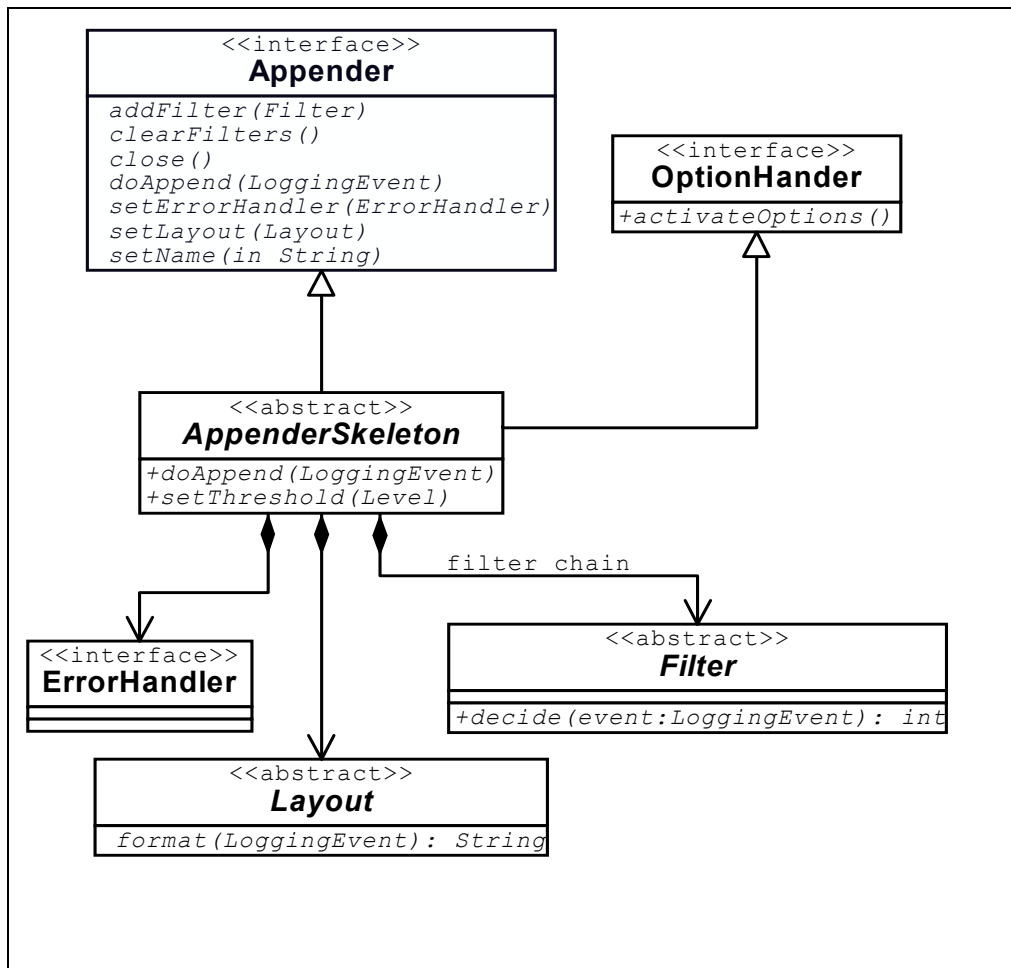 <<interface>>
Appender
addFilter(Filter)
clearFilters()
close()
doAppend(LoggingEvent)
setErrorHandler(ErrorHandler)
setLayout(Layout)
setName(in String)
<<interface>>
OptionHander
+activateOptions()
<<abstract>>
AppenderSkeleton
+doAppend(LoggingEvent)
+setThreshold(Level)
filter chain
<<interface>>
ErrorHandler
<<abstract>>
Filter
+decide(event:LoggingEvent): int
<<abstract>>
Layout
format(LoggingEvent): String